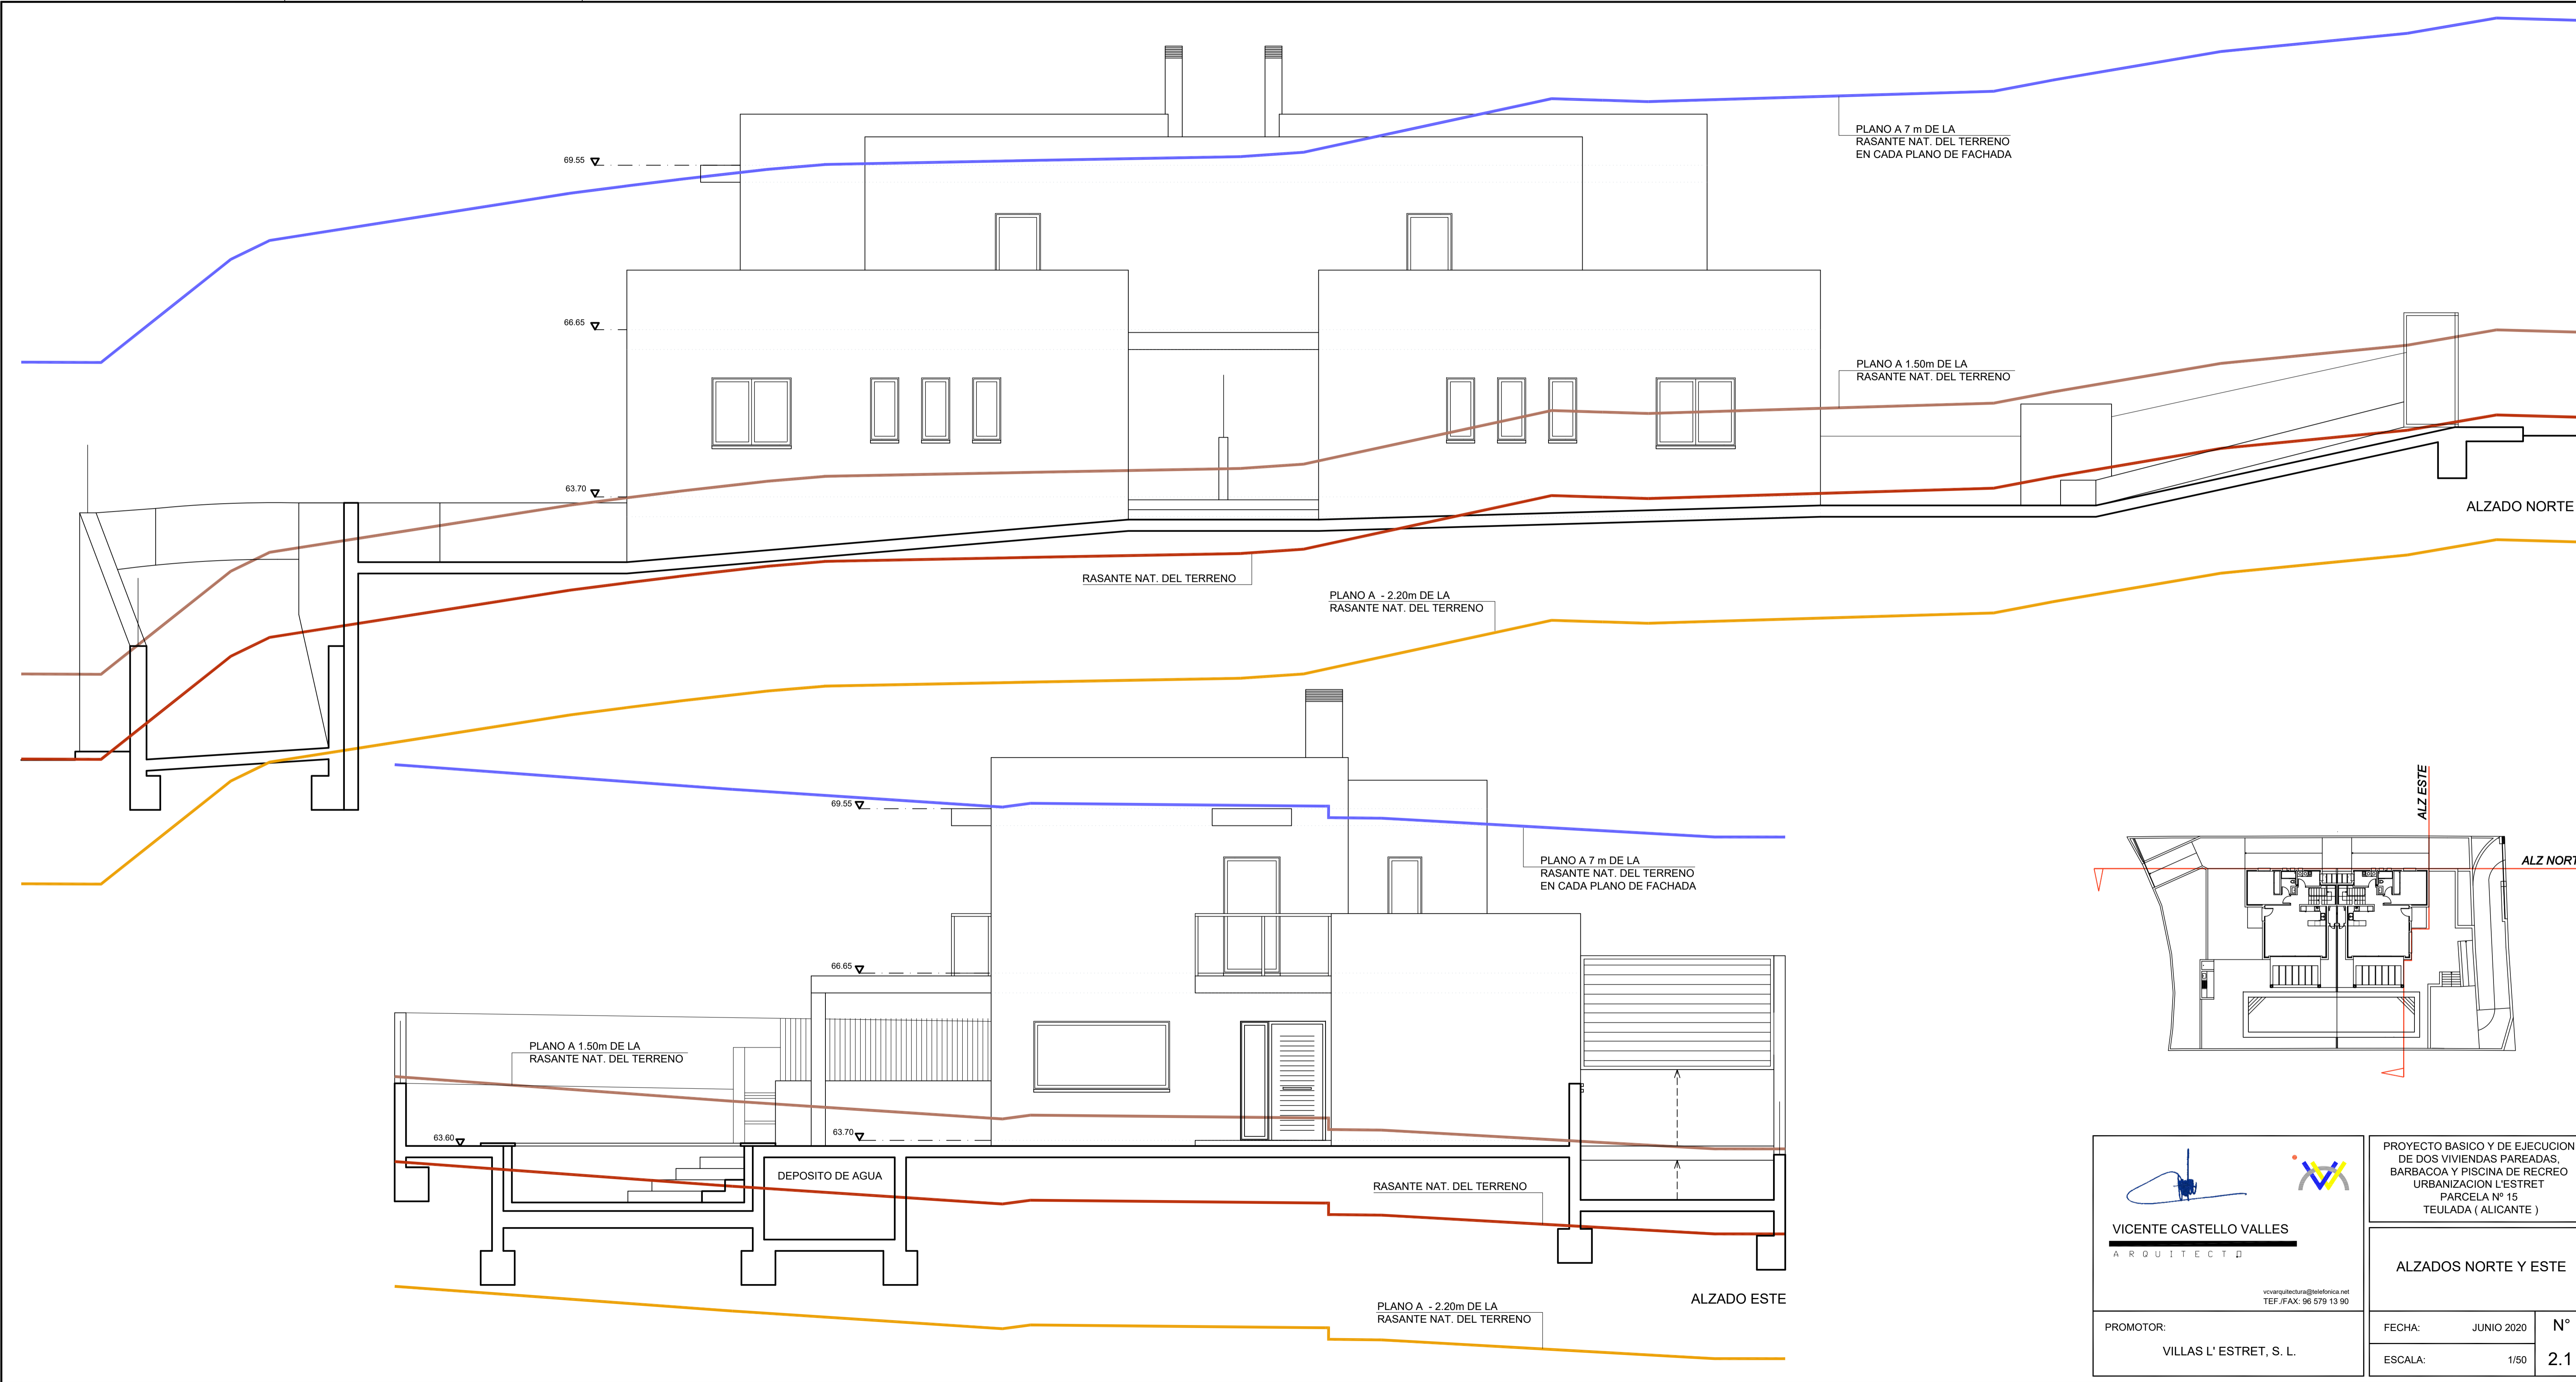 69.55
PLANO A 7 m DE LA
RASANTE NAT. DEL TERRENO
EN CADA PLANO DE FACHADA
66.65
PLANO A 1.50m DE LA
RASANTE NAT. DEL TERRENO
63.70
ALZADO NORTE
RASANTE NAT. DEL TERRENO
PLANO A - 2.20m DE LA
RASANTE NAT. DEL TERRENO
69.55
PLANO A 7 m DE LA
RASANTE NAT. DEL TERRENO
EN CADA PLANO DE FACHADA
66.65
PLANO A 1.50m DE LA
RASANTE NAT. DEL TERRENO
63.60
63.70
DEPOSITO DE AGUA
RASANTE NAT. DEL TERRENO
ALZADO ESTE
PLANO A - 2.20m DE LA
RASANTE NAT. DEL TERRENO
ALZ ESTE
ALZ NORT
VICENTE CASTELLO VALLES
ARQUITECTO
vcvarquitectura@telefonica.net
TEF./FAX: 96 579 13 90
PROMOTOR:
VILLAS L' ESTRET, S. L.
PROYECTO BASICO Y DE EJECUCION
DE DOS VIVIENDAS PAREADAS,
BARBACOA Y PISCINA DE RECREO
URBANIZACION L'ESTRET
PARCELA Nº 15
TEULADA ( ALICANTE )
ALZADOS NORTE Y ESTE
FECHA: JUNIO 2020
N°
ESCALA: 1/50
2.1